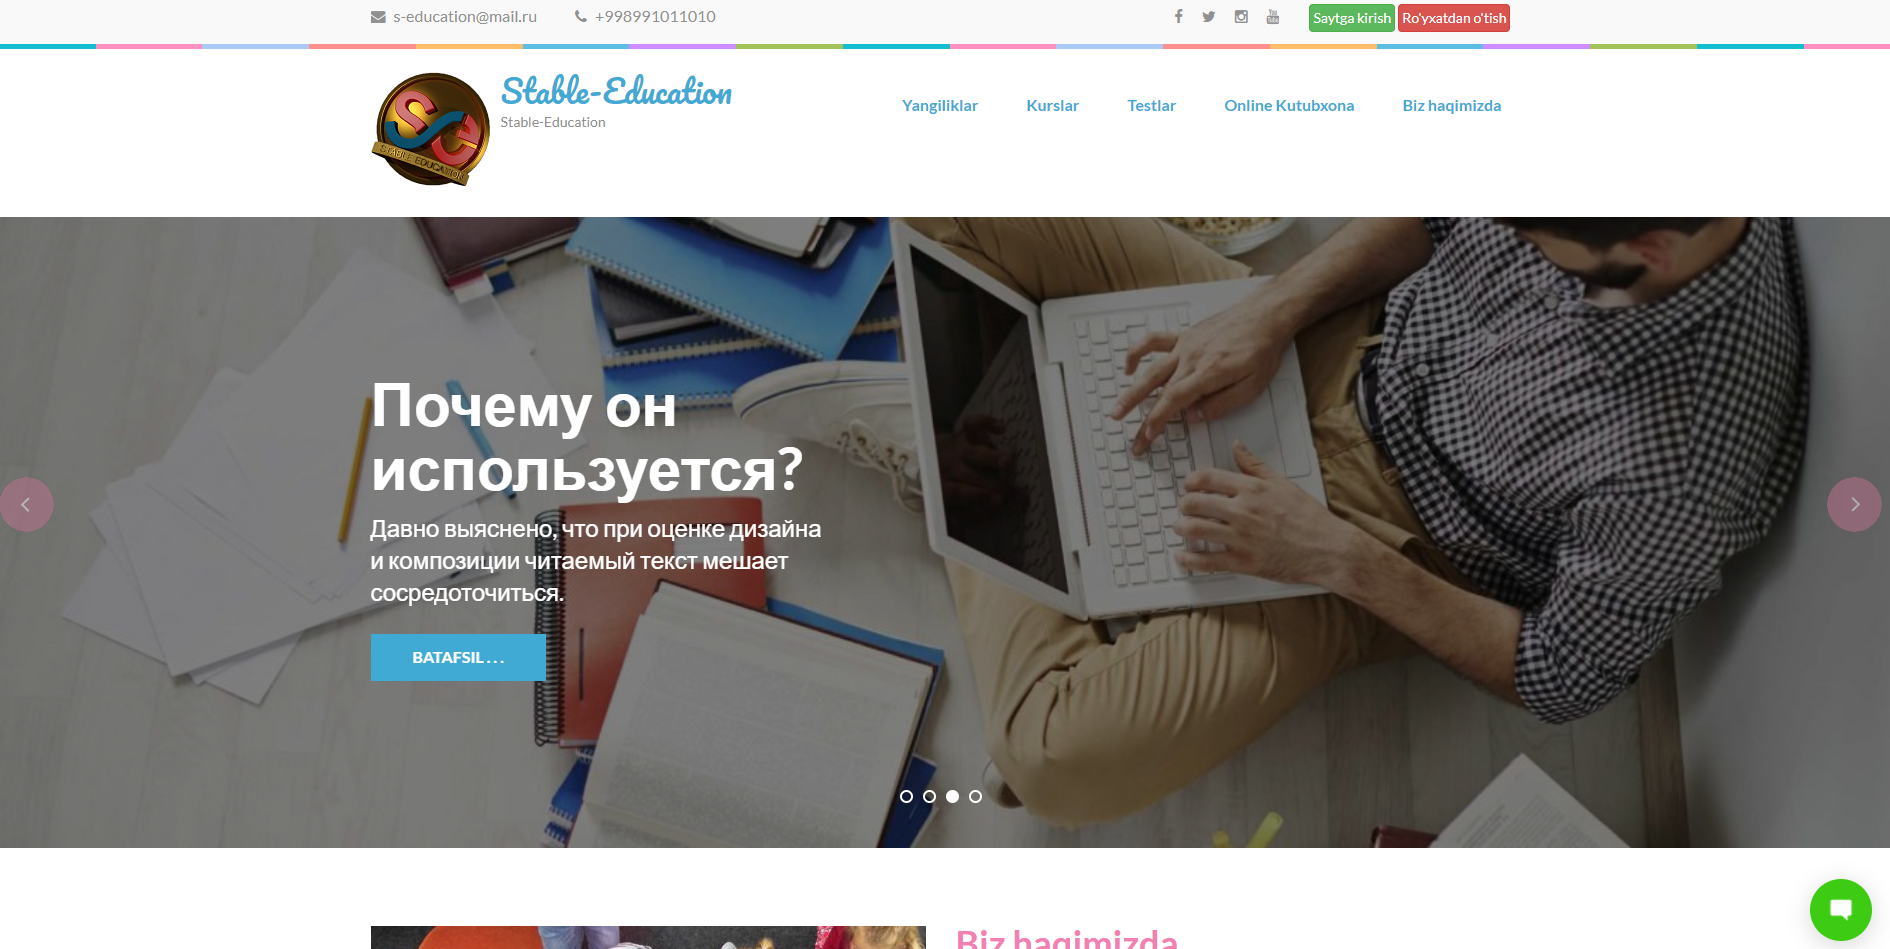 s-education@mail.ru +998991011010 Saytga kirish Ro'yxatdan o'tish
Stable-Education
Stable-Education
STABLE EDUCATION
Yangiliklar Kurslar Testlar Online Kutubxona Biz haqimizda
Почему он
используется?
Давно выяснено, что при оценке дизайна
и композиции читаемый текст мешает
сосредоточиться.
BATAFSIL . . .
Biz haqimizda